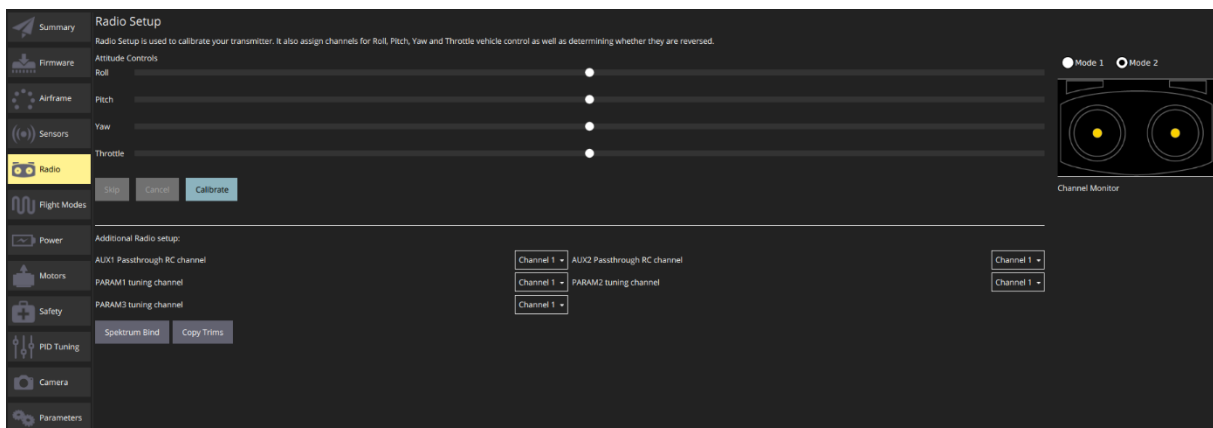 Summary
Firmware
Airframe
Sensors
Radio
Flight Modes
Power
Motors
Safety
PID Tuning
Camera
Parameters
Radio Setup
Radio Setup is used to calibrate your transmitter. It also assign channels for Roll, Pitch, Yaw and Throttle vehicle control as well as determining whether they are reversed.
Attitude Controls
Roll
Pitch
Yaw
Throttle
Skip Cancel Calibrate
Additional Radio setup:
AUX1 Passthrough RC channel Channel 1 AUX2 Passthrough RC channel Channel 1
PARAM1 tuning channel Channel 1 PARAM2 tuning channel Channel 1
PARAM3 tuning channel Channel 1
Spektrum Bind Copy Trims
Mode 1 Mode 2
Channel Monitor